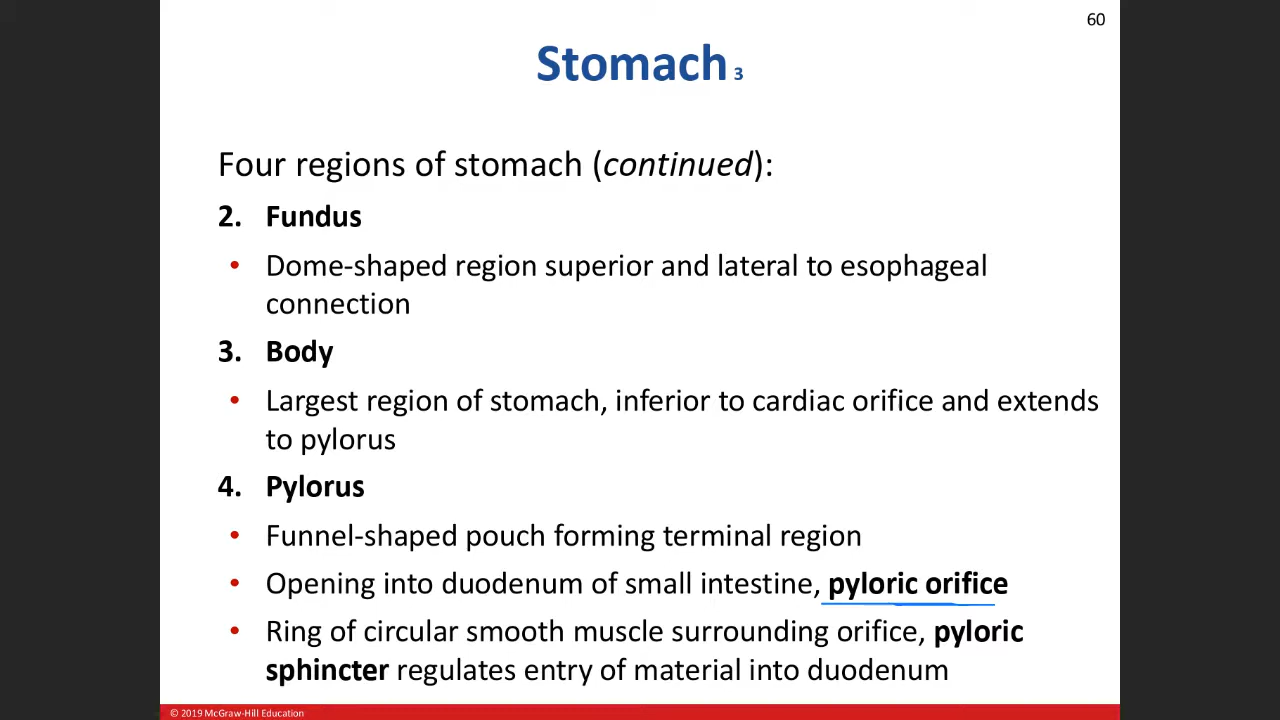 60
Stomach 3
Four regions of stomach (continued):
2. Fundus
• Dome-shaped region superior and lateral to esophageal
connection
3. Body
• Largest region of stomach, inferior to cardiac orifice and extends
to pylorus
4. Pylorus
• Funnel-shaped pouch forming terminal region
• Opening into duodenum of small intestine, pyloric orifice
• Ring of circular smooth muscle surrounding orifice, pyloric
sphincter regulates entry of material into duodenum
© 2019 McGraw-Hill Education